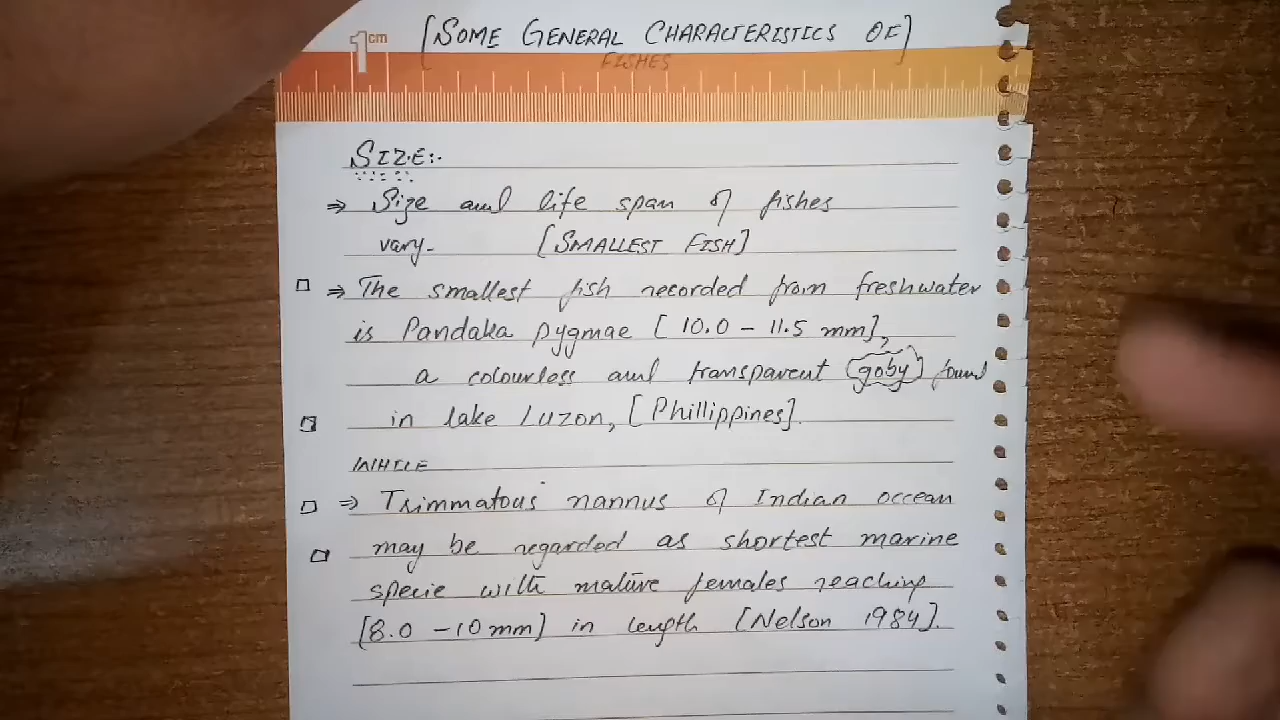 1cm [SOME GENERAL CHARACTERISTICS OF]
FISHES
SIZE:-
⇒ Size and life span of fishes
vary- [SMALLEST FISH]
⇒ The smallest fish recorded from freshwater
is Pandaka pygmae [10.0 - 11.5 mm],
a colourless and transparent (goby) found
in lake Luzon, [Phillippines].
WHILE
⇒ Trimmatous nannus of Indian occean
may be regarded as shortest marine
specie with mature females reaching
[8.0 - 10 mm] in length [Nelson 1984].